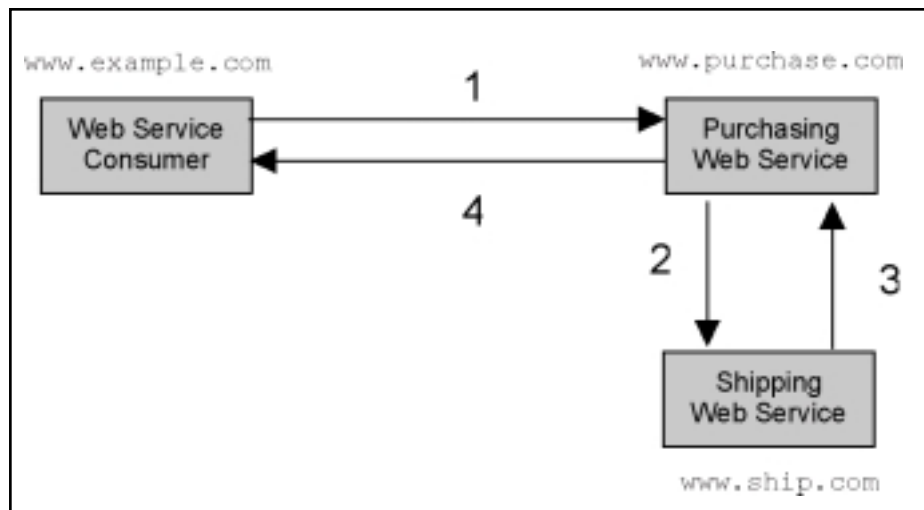 www.example.com
www.purchase.com
1
Web Service
Consumer
Purchasing
Web Service
4
2
3
Shipping
Web Service
www.ship.com